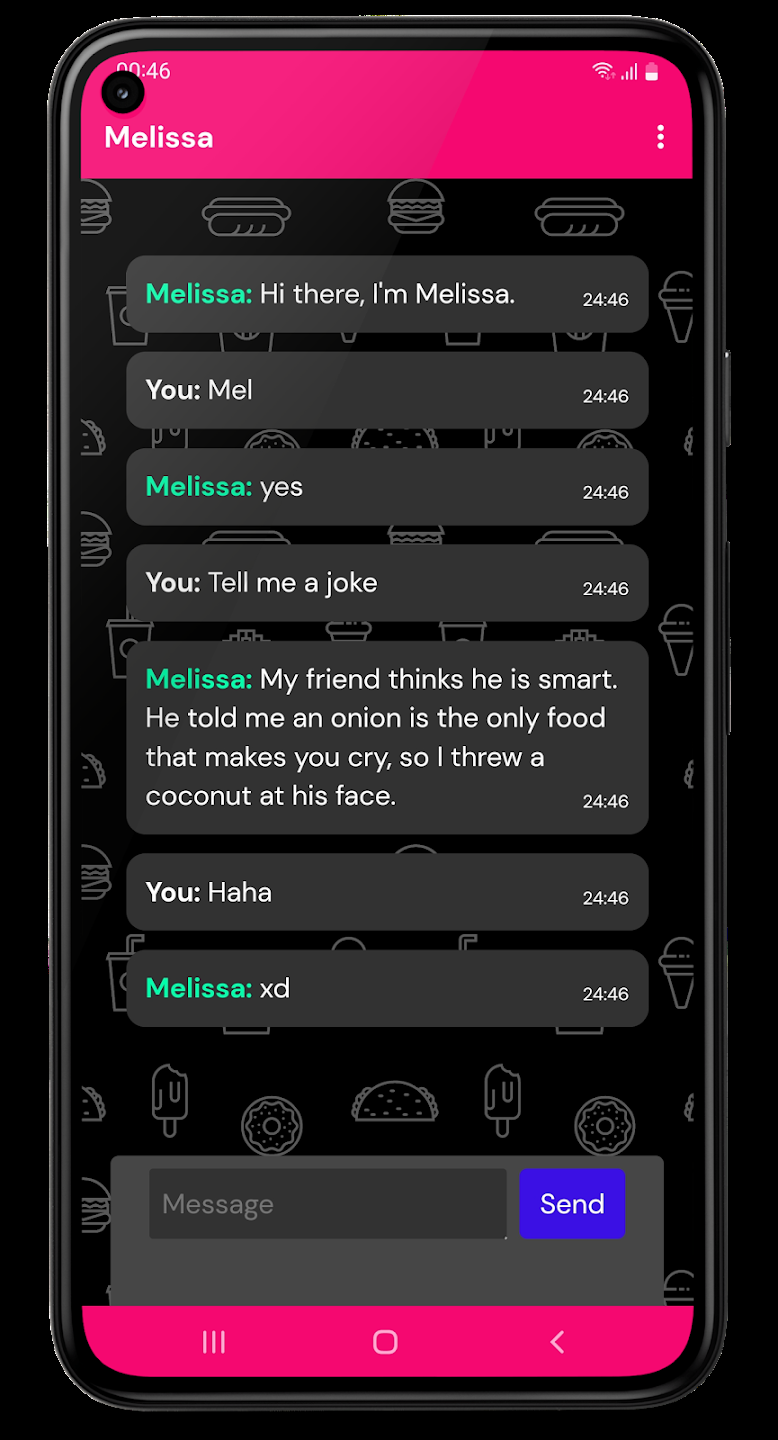 00:46
Melissa
Melissa: Hi there, I'm Melissa. 24:46
You: Mel 24:46
Melissa: yes 24:46
You: Tell me a joke 24:46
Melissa: My friend thinks he is smart.
He told me an onion is the only food
that makes you cry, so I threw a
coconut at his face. 24:46
You: Haha 24:46
Melissa: xd 24:46
Message Send